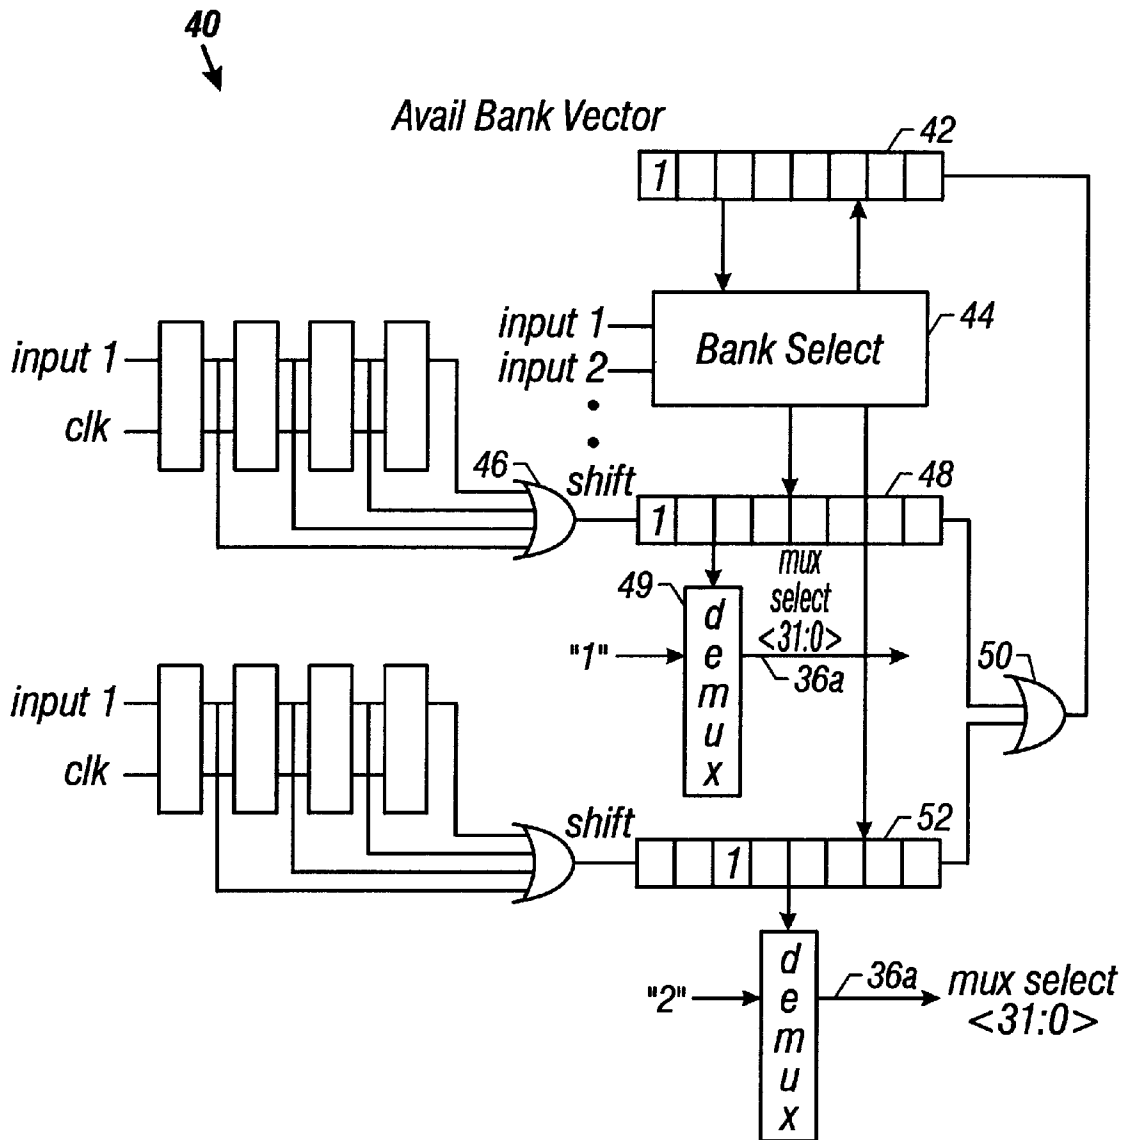 40
Avail Bank Vector
42
1
input 1
input 2
Bank Select
44
input 1
clk
46
shift
48
1
mux
select
<31:0>
49
demux
"1"
36a
50
input 1
clk
shift
52
1
demux
"2"
36a
mux select
<31:0>